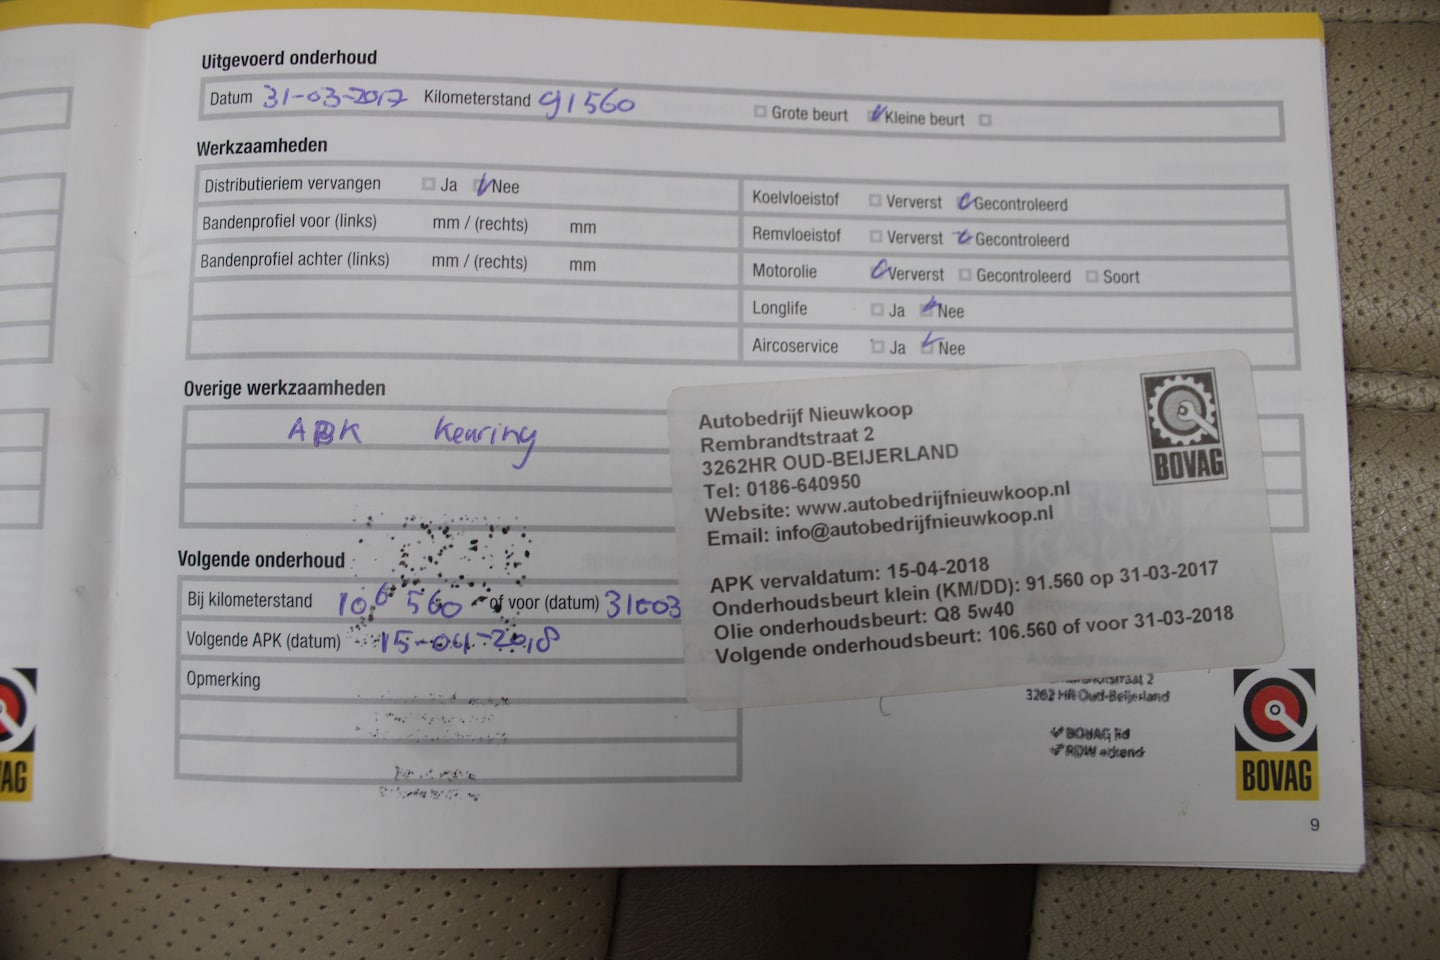 Uitgevoerd onderhoud
Datum 31-03-2017 Kilometerstand 91560 Grote beurt Kleine beurt
Werkzaamheden
Distributieriem vervangen Ja Nee
Bandenprofiel voor (links) mm / (rechts) mm
Bandenprofiel achter (links) mm / (rechts) mm
Koelvloeistof Ververst Gecontroleerd
Remvloeistof Ververst Gecontroleerd
Motorolie Ververst Gecontroleerd Soort
Longlife Ja Nee
Aircoservice Ja Nee
Overige werkzaamheden
APK Kearing
Volgende onderhoud
Bij kilometerstand 106 560 of voor (datum) 31003
Volgende APK (datum) 15-04-2018
Opmerking
Autobedrijf Nieuwkoop
Rembrandtstraat 2
3262HR OUD-BEIJERLAND
Tel: 0186-640950
Website: www.autobedrijfnieuwkoop.nl
Email: info@autobedrijfnieuwkoop.nl
BOVAG
APK vervaldatum: 15-04-2018
Onderhoudsbeurt klein (KM/DD): 91.560 op 31-03-2017
Olie onderhoudsbeurt: Q8 5w40
Volgende onderhoudsbeurt: 106.560 of voor 31-03-2018
3262 HR Oud-Beijerland
BOVAG lid
RDW erkend
BOVAG
VAG
9